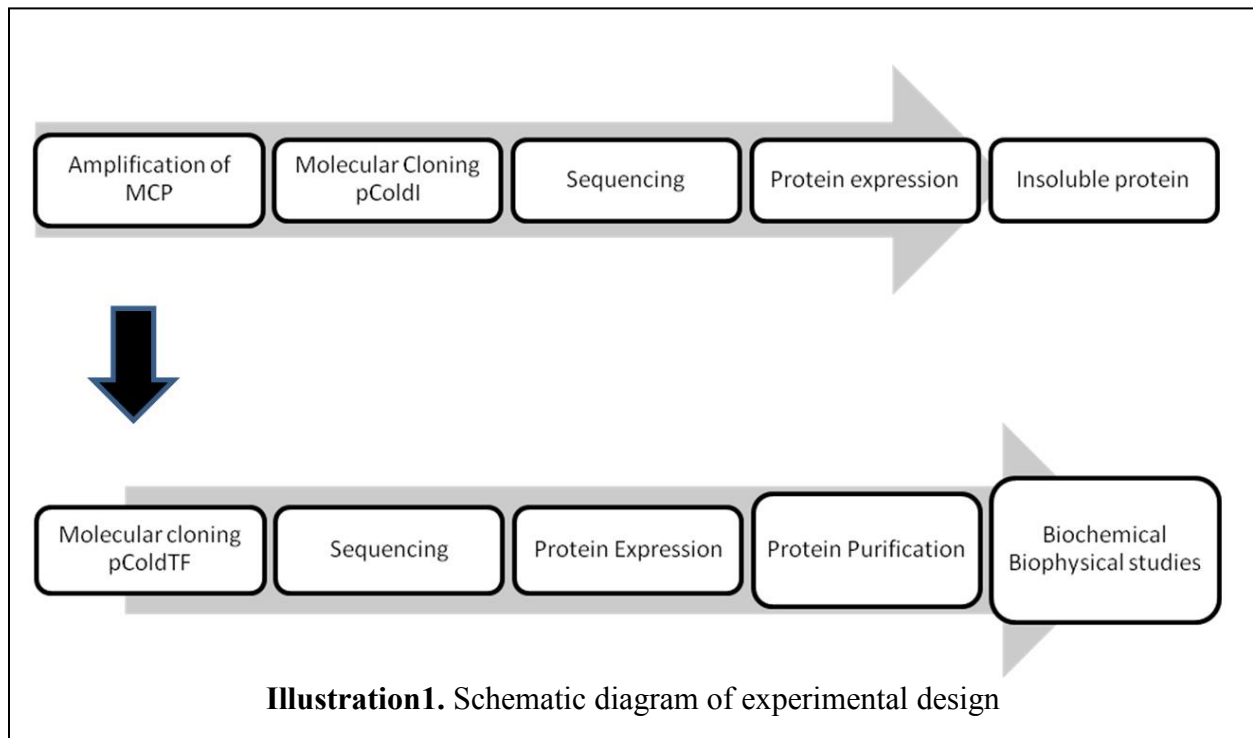 Amplification of
MCP
Molecular Cloning
pColdI
Sequencing
Protein expression
Insoluble protein
Molecular cloning
pColdTF
Sequencing
Protein Expression
Protein Purification
Biochemical
Biophysical studies
Illustration1. Schematic diagram of experimental design